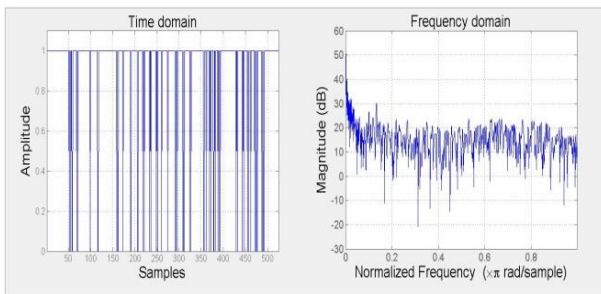 Time domain
Amplitude
1
0.8
0.6
0.4
0.2
0
50 100 150 200 250 300 350 400 450 500
Samples
Frequency domain
Magnitude (dB)
60
50
40
30
20
10
0
-10
-20
-30
0 0.2 0.4 0.6 0.8
Normalized Frequency (×π rad/sample)